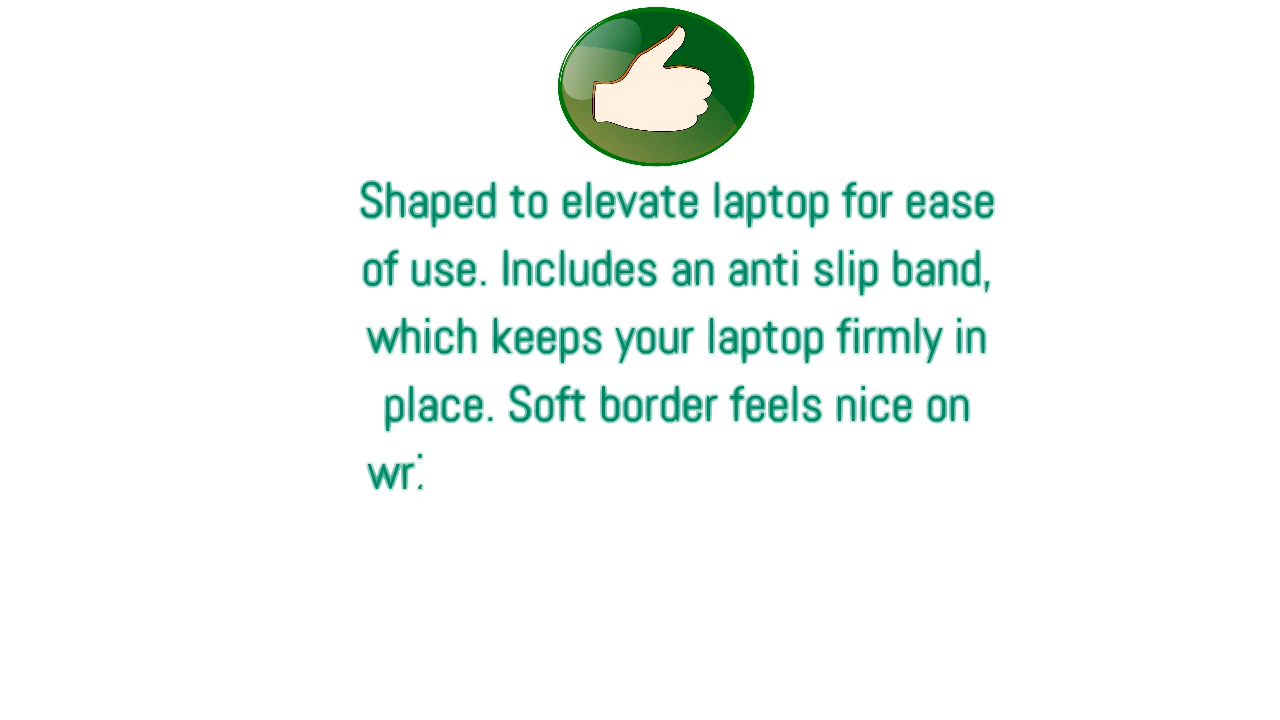 Shaped to elevate laptop for ease
of use. Includes an anti slip band,
which keeps your laptop firmly in
place. Soft border feels nice on